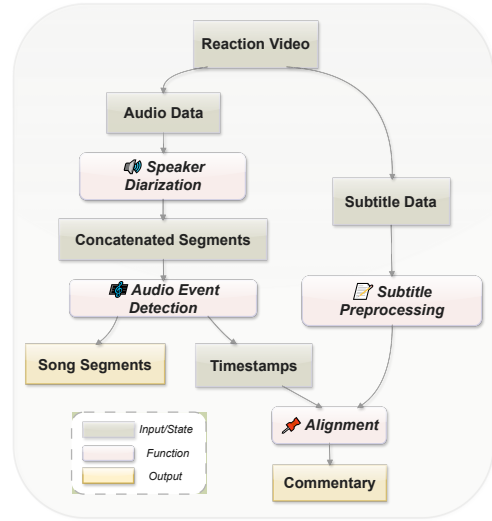 Reaction Video
Audio Data
Speaker
Diarization
Subtitle Data
Concatenated Segments
Audio Event
Detection
Subtitle
Preprocessing
Song Segments
Timestamps
Alignment
Commentary
Input/State
Function
Output